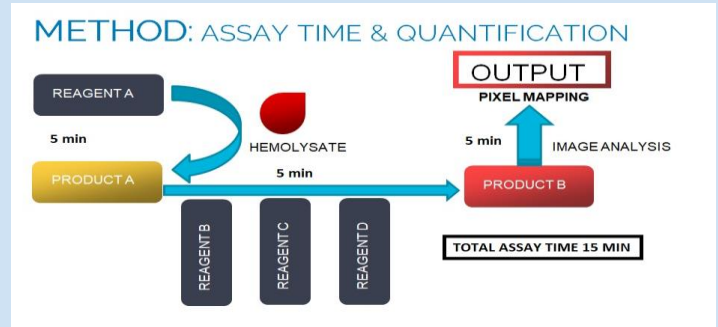 METHOD: ASSAY TIME & QUANTIFICATION
REAGENT A
OUTPUT
PIXEL MAPPING
5 min
HEMOLYSATE
5 min
IMAGE ANALYSIS
5 min
PRODUCT A
PRODUCT B
REAGENT B
REAGENT C
REAGENT D
TOTAL ASSAY TIME 15 MIN